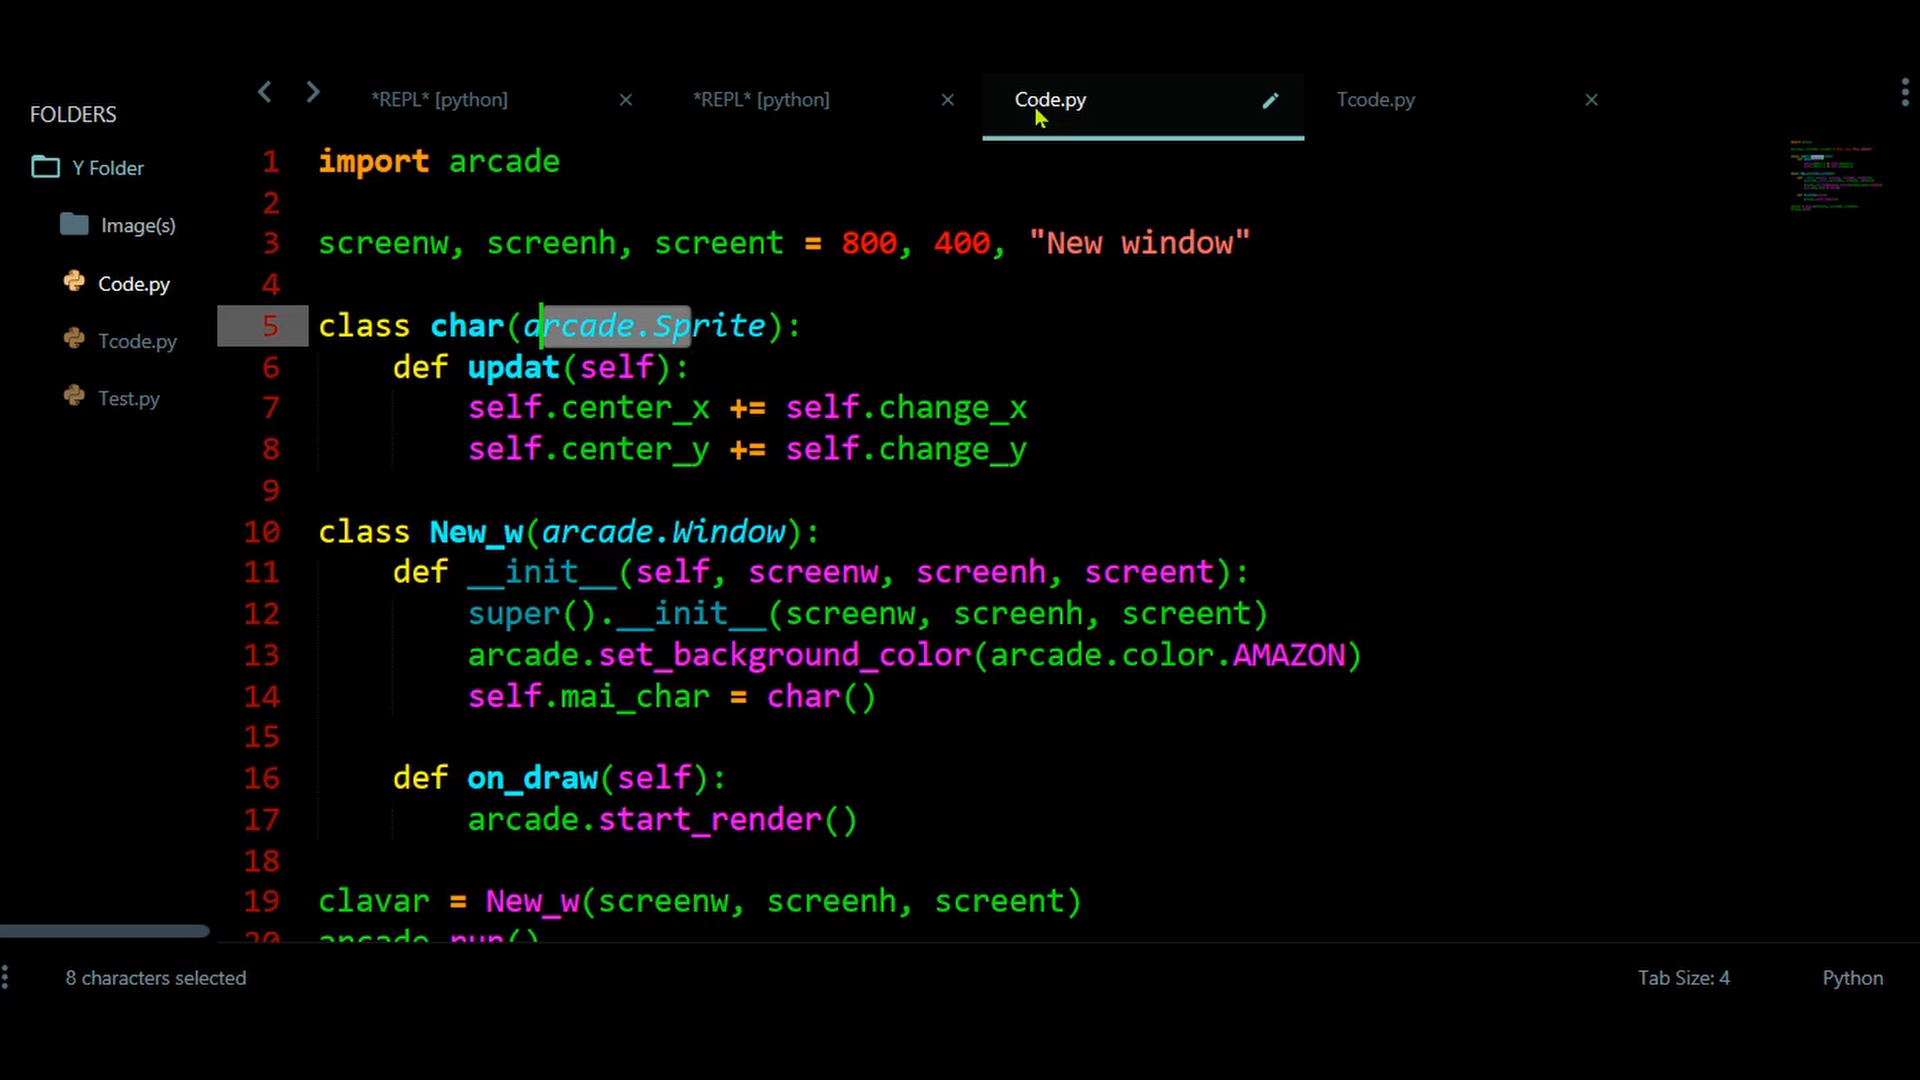 FOLDERS
Y Folder
Image(s)
Code.py
Tcode.py
Test.py
*REPL* [python]
*REPL* [python]
Code.py
Tcode.py
1 import arcade
2
3 screenw, screenh, screent = 800, 400, "New window"
4
5 class char(arcade.Sprite):
6     def updat(self):
7         self.center_x += self.change_x
8         self.center_y += self.change_y
9
10 class New_w(arcade.Window):
11     def __init__(self, screenw, screenh, screent):
12         super().__init__(screenw, screenh, screent)
13         arcade.set_background_color(arcade.color.AMAZON)
14         self.mai_char = char()
15
16     def on_draw(self):
17         arcade.start_render()
18
19 clavar = New_w(screenw, screenh, screent)
20 arcade.run()
8 characters selected
Tab Size: 4
Python